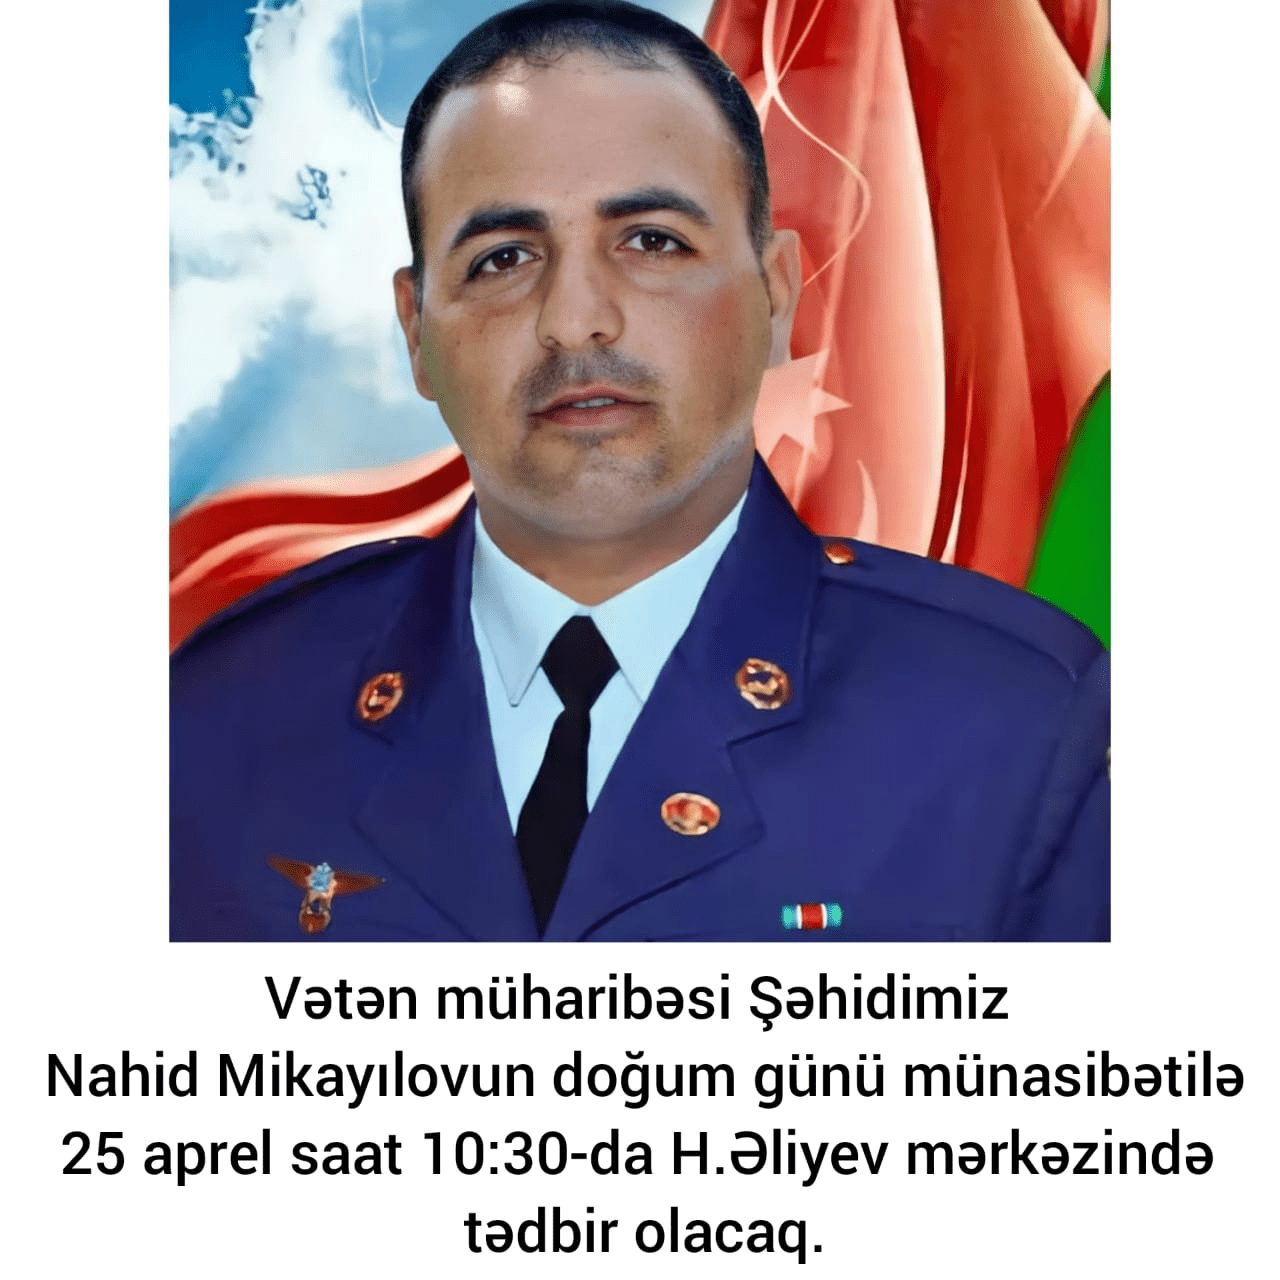 Vətən müharibəsi Şəhidimiz
Nahid Mikayılovun doğum günü münasibətilə
25 aprel saat 10:30-da H.Əliyev mərkəzində
tədbir olacaq.